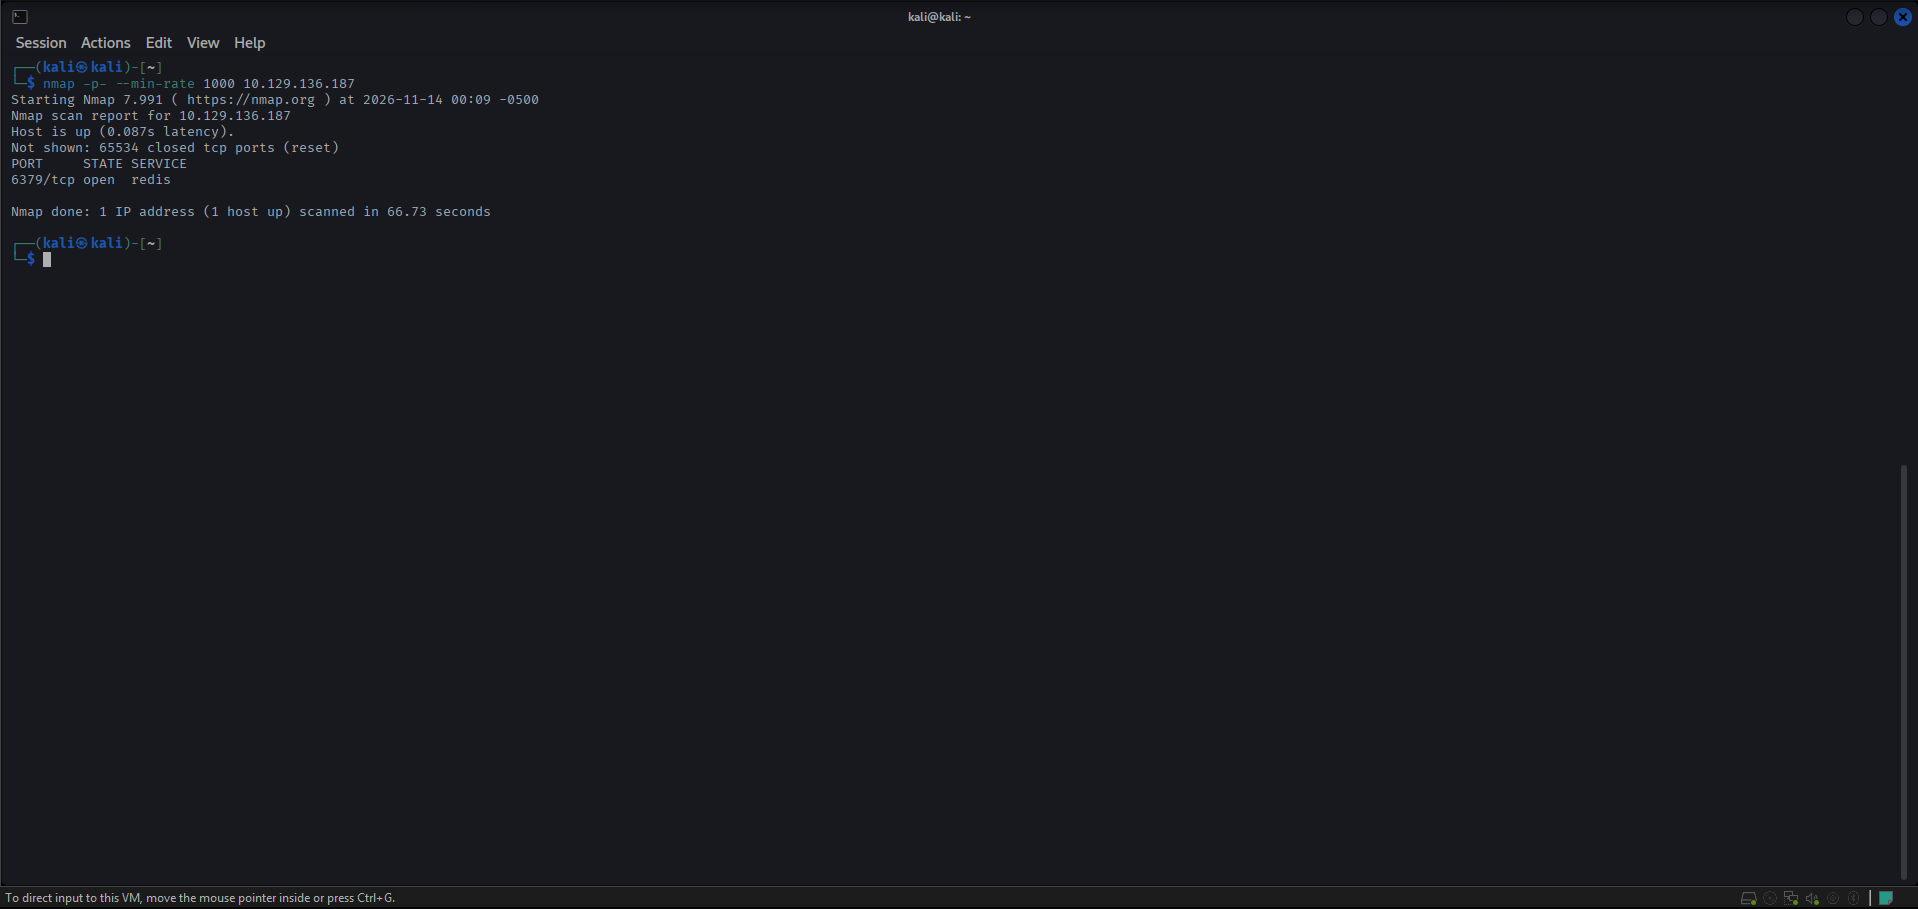 kali@kali: ~
Session Actions Edit View Help
┌──(kali㉿kali)-[~]
└─$ nmap -p- --min-rate 1000 10.129.136.187
Starting Nmap 7.991 ( https://nmap.org ) at 2026-11-14 00:09 -0500
Nmap scan report for 10.129.136.187
Host is up (0.087s latency).
Not shown: 65534 closed tcp ports (reset)
PORT     STATE SERVICE
6379/tcp open  redis
Nmap done: 1 IP address (1 host up) scanned in 66.73 seconds
┌──(kali㉿kali)-[~]
└─$
To direct input to this VM, move the mouse pointer inside or press Ctrl+G.